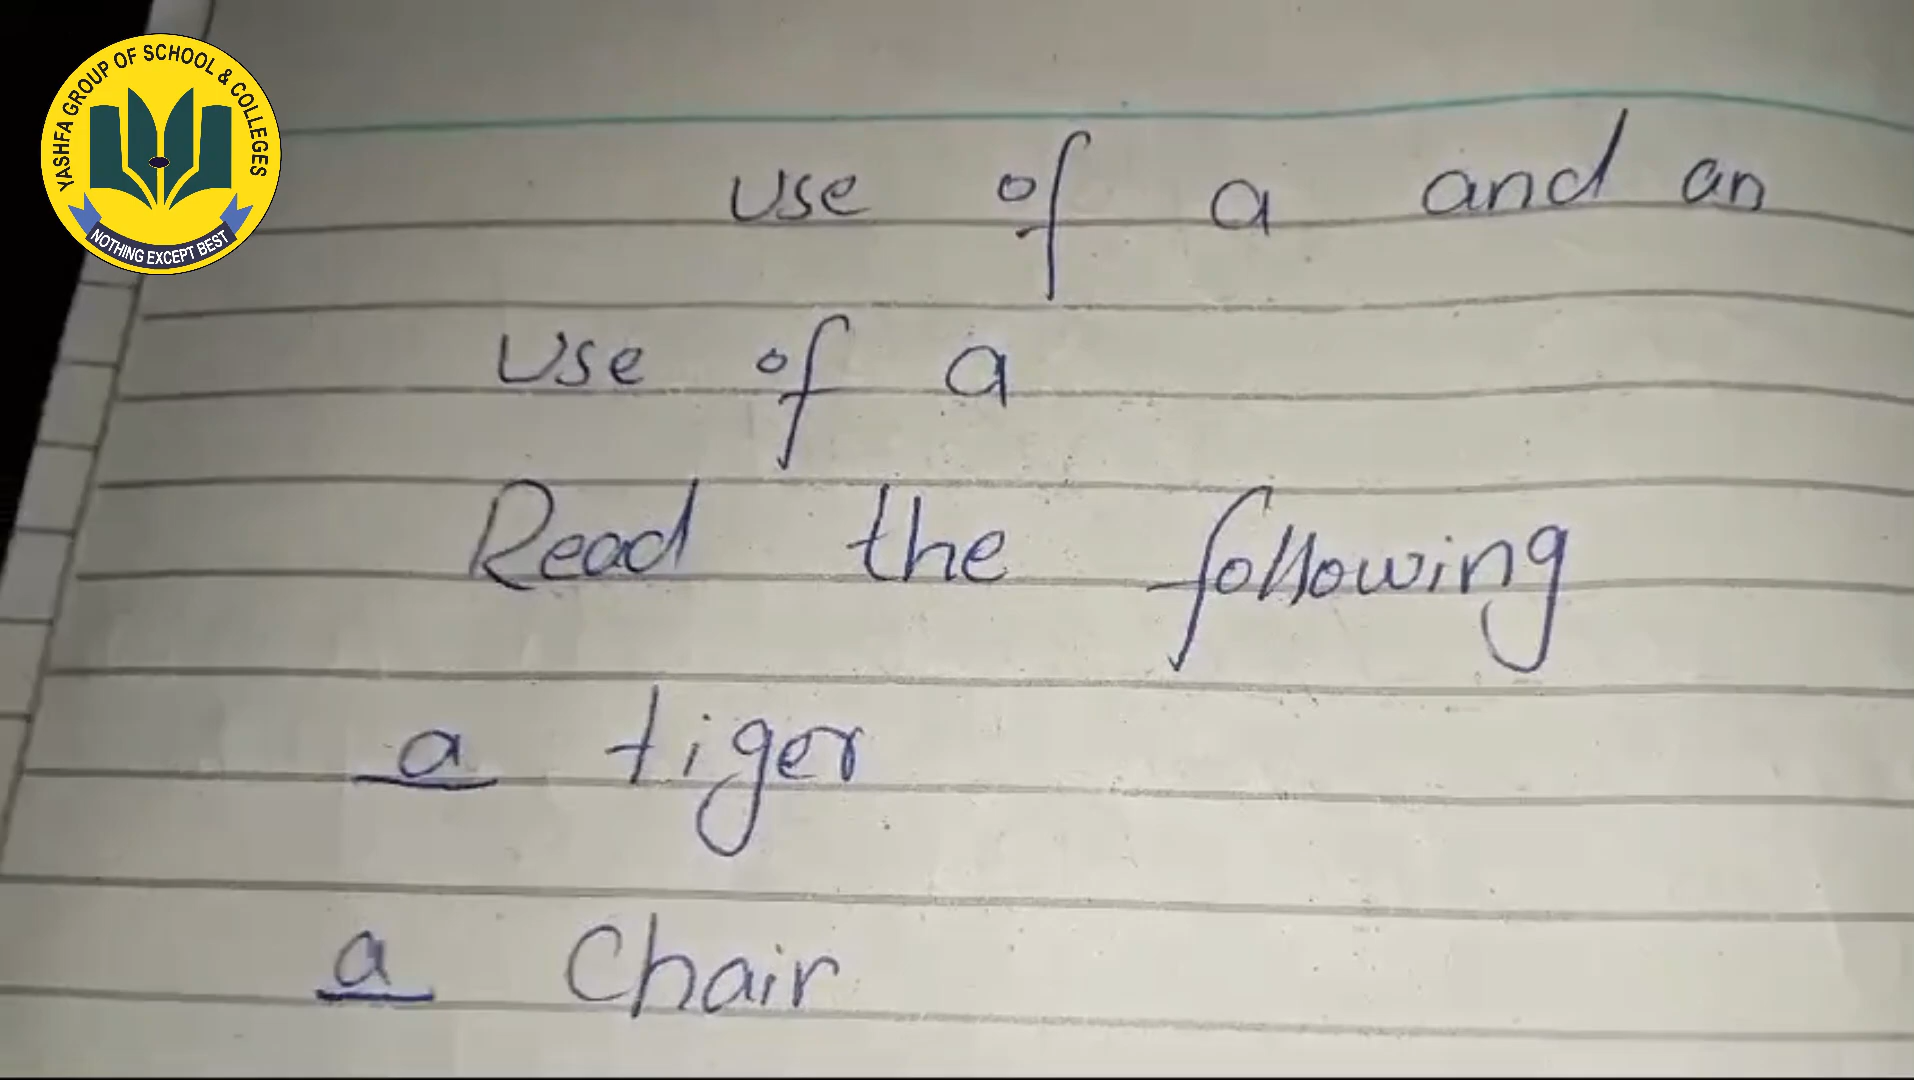 YASHFA GROUP OF SCHOOL & COLLEGES
NOTHING EXCEPT BEST
use of a and an
Use of a
Read the following
a tiger
a Chair